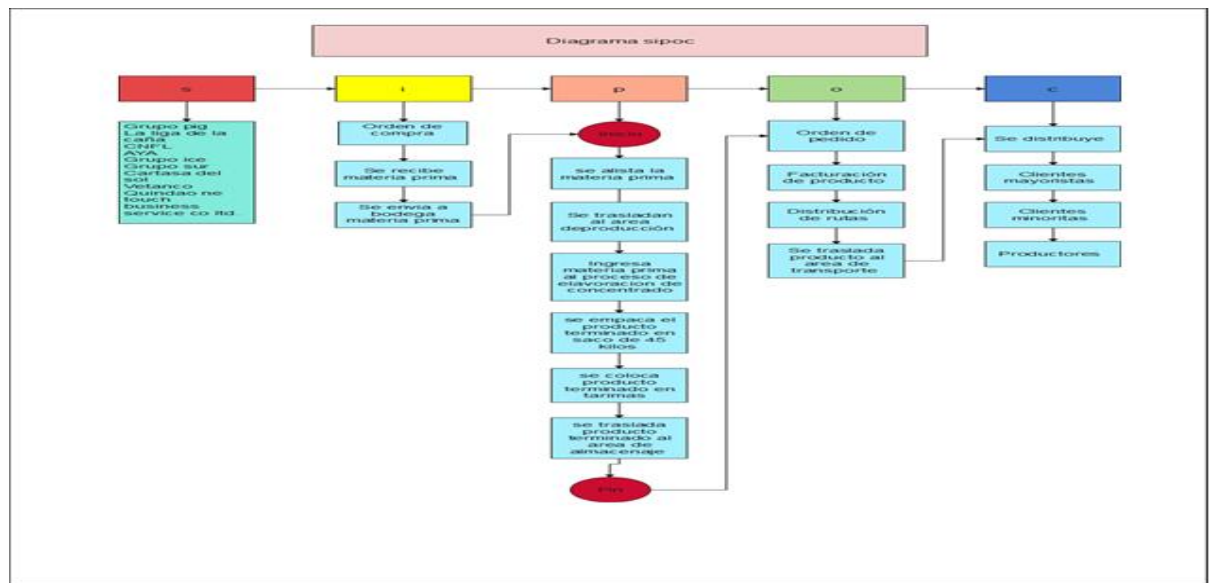 Diagrama sipoc
s
i
p
o
c
Grupo pig
La liga de la
caña
CNFL
AYA
Grupo ice
Grupo sur
Cartasa del
sol
Vetanco
Quindao ne
touch
business
service co ltd
Orden de
compra
Se recibe
materia prima
Se envia a
bodega
materia prima
Inicio
se alista la
materia prima
Se trasladan
al area
deproducción
Ingresa
materia prima
al proceso de
elavoracion de
concentrado
se empaca el
producto
terminado en
saco de 45
kilos
se coloca
producto
terminado en
tarimas
se traslada
producto
terminado al
area de
almacenaje
Fin
Orden de
pedido
Facturación
de producto
Distribución
de rutas
Se traslada
producto al
area de
transporte
Se distribuye
Clientes
mayoristas
Clientes
minoritas
Productores